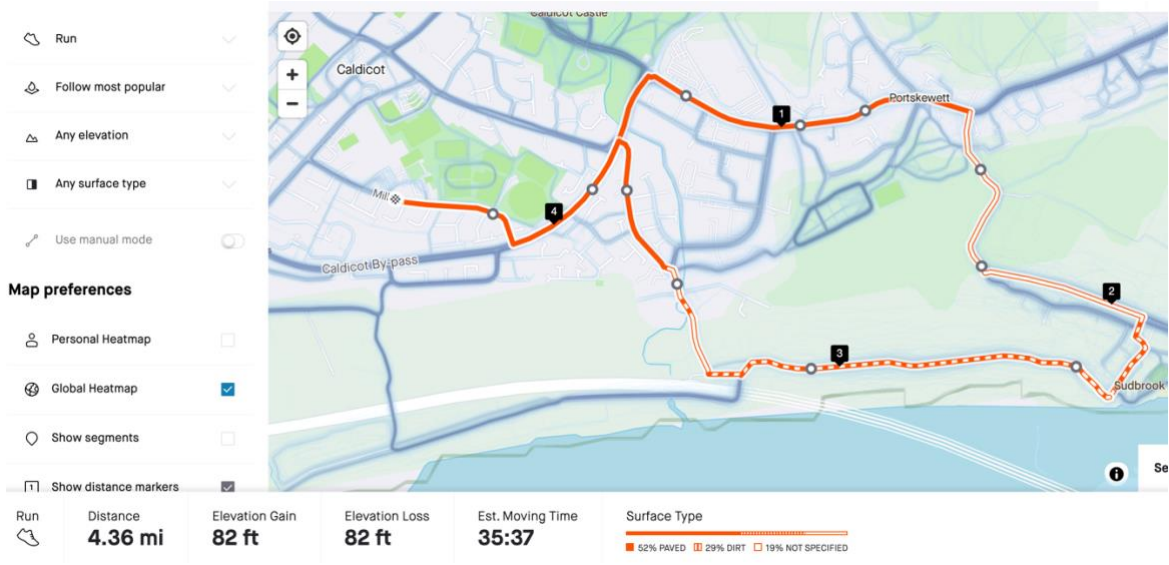 Run
Follow most popular
Any elevation
Any surface type
Use manual mode
Map preferences
Personal Heatmap
Global Heatmap
Show segments
1 Show distance markers
+
−
Caldicot Castle
Caldicot
Portskewett
1
4
Caldicot By-pass
2
3
Sudbrook
Se
Run
Distance
4.36 mi
Elevation Gain
82 ft
Elevation Loss
82 ft
Est. Moving Time
35:37
Surface Type
52% PAVED 29% DIRT 19% NOT SPECIFIED